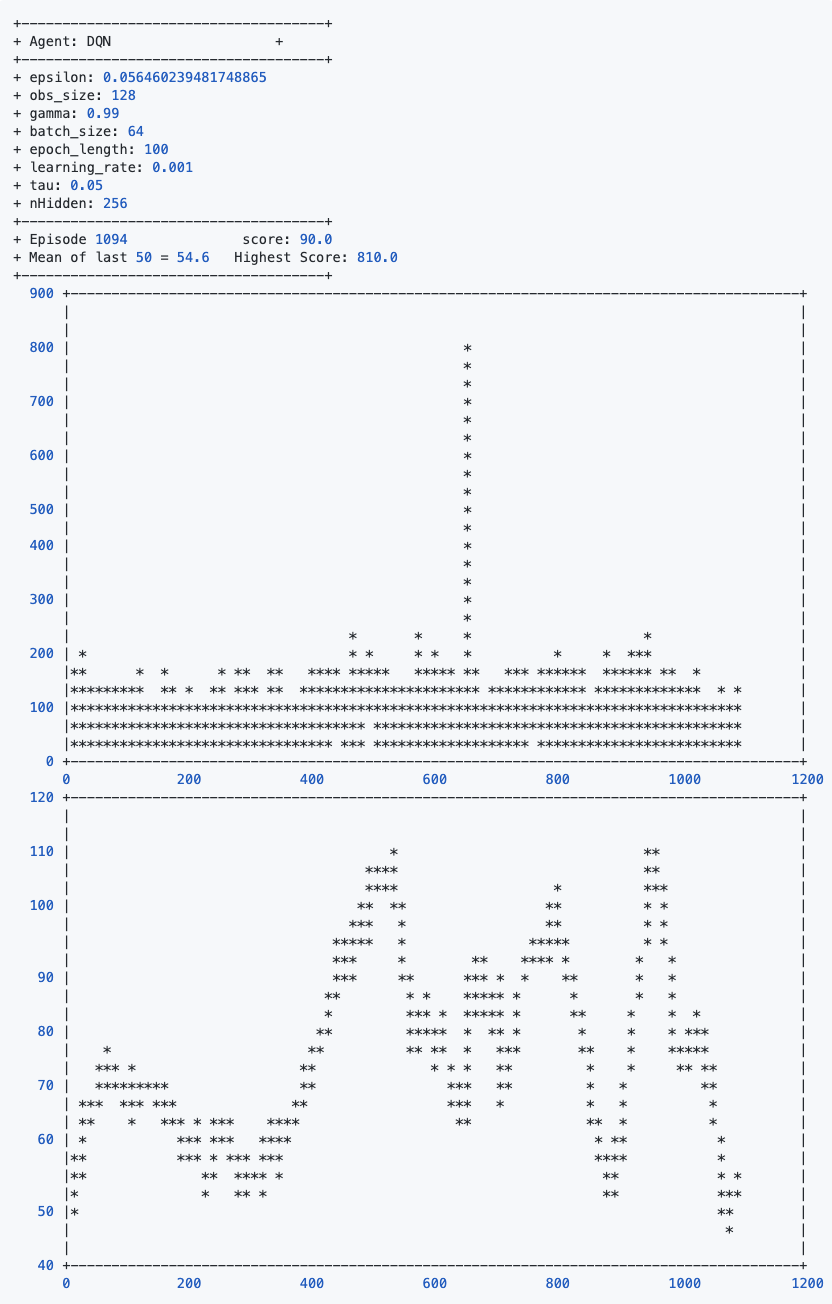 + Agent: DQN +
+ epsilon: 0.056460239481748865
+ obs_size: 128
+ gamma: 0.99
+ batch_size: 64
+ epoch_length: 100
+ learning_rate: 0.001
+ tau: 0.05
+ nHidden: 256
+ Episode 1094 score: 90.0
+ Mean of last 50 = 54.6 Highest Score: 810.0
900
800
700
600
500
400
300
200
100
0
0 200 400 600 800 1000 1200
120
110
100
90
80
70
60
50
40
0 200 400 600 800 1000 1200